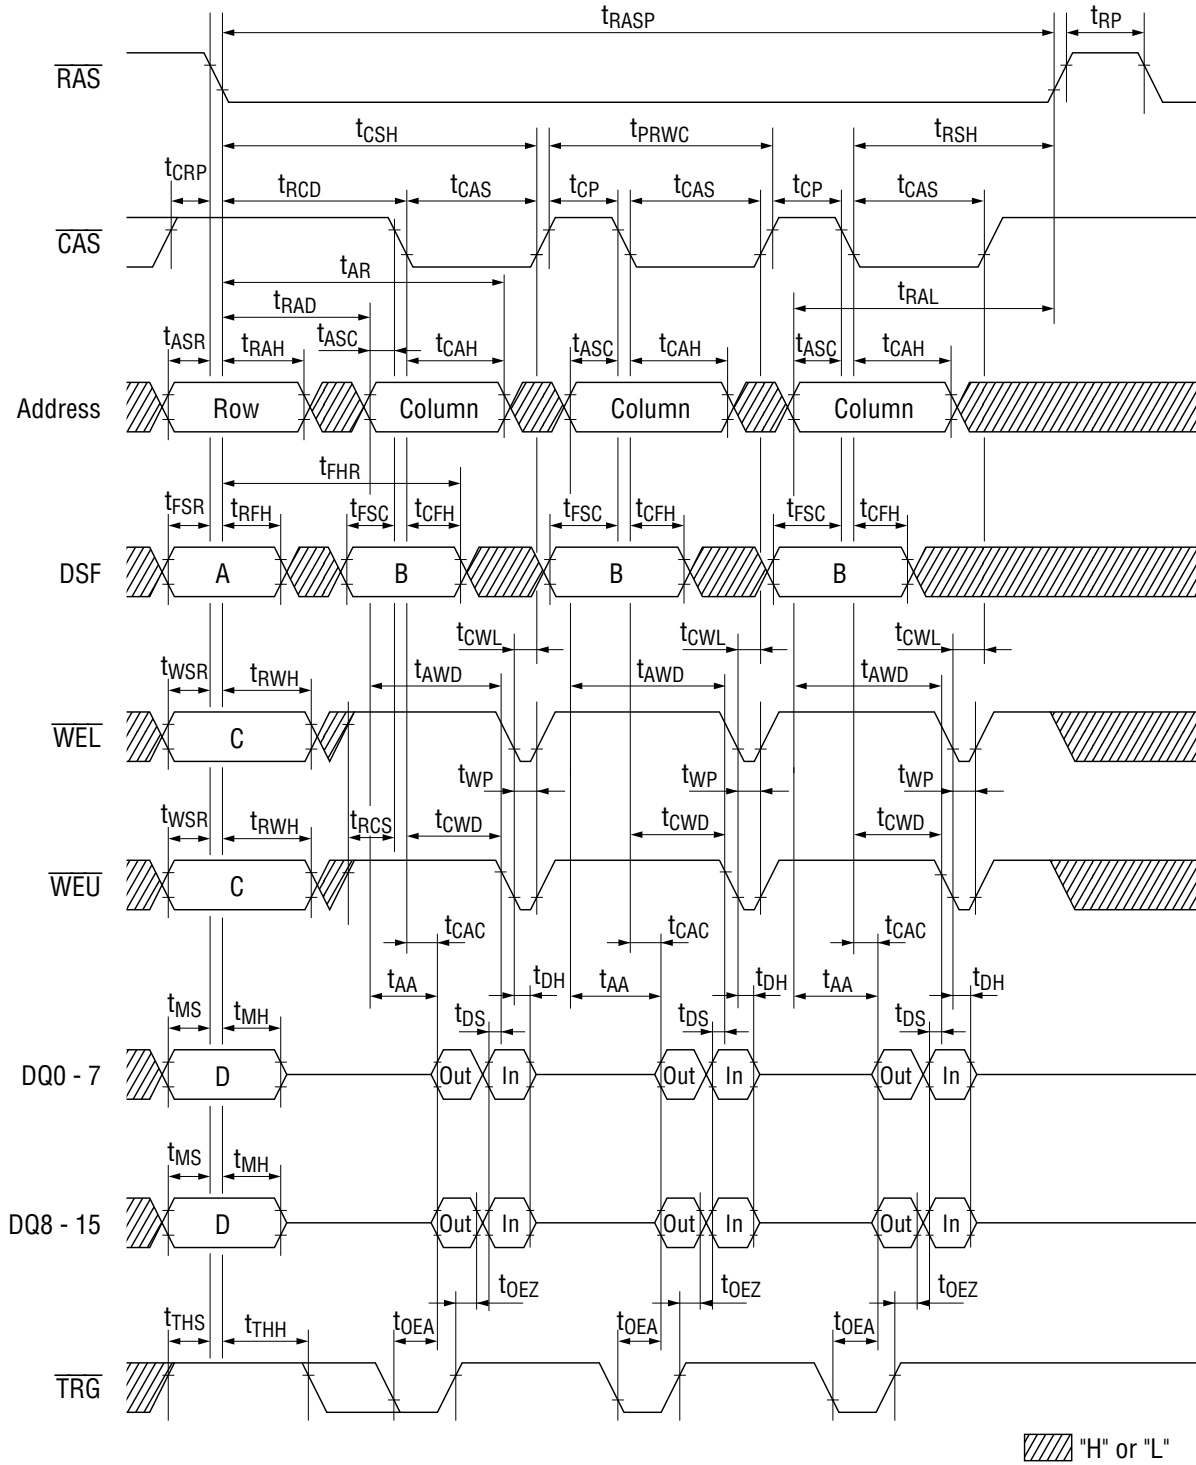 tRASP tRP
RAS
tCSH tPRWC tRSH
tCRP tRCD tCAS tCP tCAS tCP tCAS
CAS
tAR
tRAD tRAL
tASR tRAH tASC tCAH tASC tCAH tASC tCAH
Address Row Column Column Column
tFHR
tFSR tRFH tFSC tCFH tFSC tCFH tFSC tCFH
DSF A B B B
tCWL tCWL tCWL
tWSR tRWH tAWD tAWD tAWD
WEL C
tWP tWP tWP
tWSR tRWH tRCS tCWD tCWD tCWD
WEU C
tCAC tCAC tCAC
tAA tDH tAA tDH tAA tDH
tMS tMH tDS tDS tDS
DQ0 - 7 D Out In Out In Out In
tMS tMH
DQ8 - 15 D Out In Out In Out In
tOEZ tOEZ tOEZ
tTHS tTHH tOEA tOEA tOEA
TRG
"H" or "L"